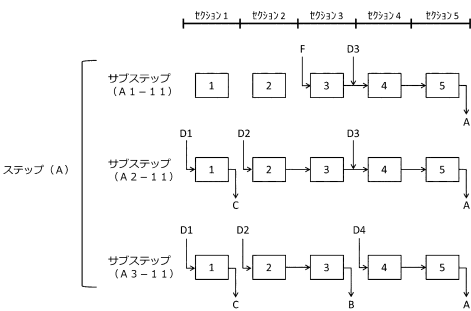 セクション1 セクション2 セクション3 セクション4 セクション5
F D3
サブステップ
(A1-11)
1 2 3 4 5
A
D1 D2 D3
ステップ(A)
サブステップ
(A2-11)
1 2 3 4 5
C A
D1 D2 D4
サブステップ
(A3-11)
1 2 3 4 5
C B A